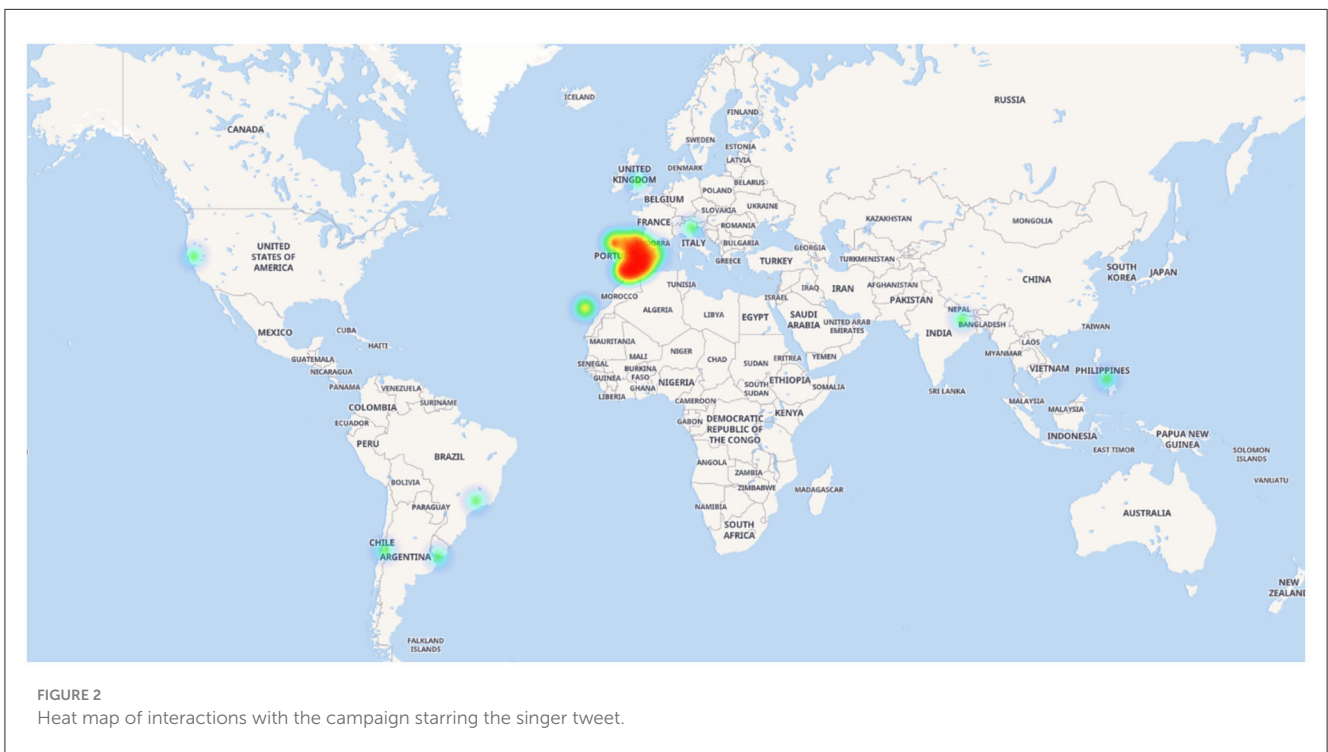 ICELAND
RUSSIA
FINLAND
CANADA
SWEDEN
ESTONIA
LATVIA
DENMARK
UNITED
KINGDOM
BELARUS
POLAND
BELGIUM
UKRAINE
SLOVAKIA
KAZAKHSTAN
MONGOLIA
FRANCE
ROMANIA
ITALY
BULGARIA
GEORGIA
UNITED
STATES OF
AMERICA
PORTU
ORRA
GREECE
TURKEY
TURKMENISTAN
SOUTH
KOREA
JAPAN
CHINA
TUNISIA
IRAQ
IRAN
AFGHANISTAN
PAKISTAN
MOROCCO
ISRAEL
ALGERIA
LIBYA
EGYPT
SAUDI
ARABIA
UNITED ARAB
EMIRATES
NEPAL
BANGLADESH
INDIA
TAIWAN
MEXICO
CUBA
HAITI
MAURITANIA
MALI
NIGER
CHAD
SUDAN
ERITREA
YEMEN
MYANMAR
LAOS
GUATEMALA
NICARAGUA
SENEGAL
BURKINA
FASO
GUINEA
GHANA
NIGERIA
SOUTH
SUDAN
ETHIOPIA
SOMALIA
VIETNAM
PHILIPPINES
PANAMA
VENEZUELA
LIBERIA
SRI LANKA
COLOMBIA
SURINAME
CAMEROON
MALAYSIA
MALAYSIA
ECUADOR
GABON
DEMOCRATIC
REPUBLIC OF
THE CONGO
KENYA
INDONESIA
PAPUA NEW
GUINEA
PERU
EAST TIMOR
SOLOMON
ISLANDS
BRAZIL
ANGOLA
ZAMBIA
BOLIVIA
ZIMBABWE
MADAGASCAR
VANUATU
PARAGUAY
NAMIBIA
AUSTRALIA
SOUTH
AFRICA
CHILE
ARGENTINA
NEW
ZEALAND
FALKLAND
ISLANDS
FIGURE 2
Heat map of interactions with the campaign starring the singer tweet.